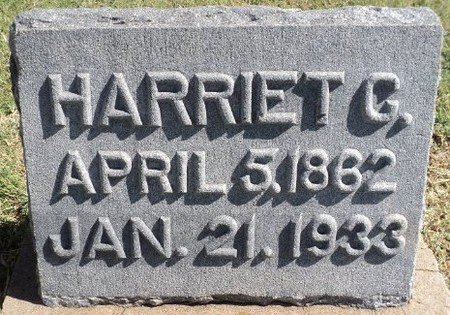 HARRIET G.
APRIL 5.1862
JAN. 21. 1933